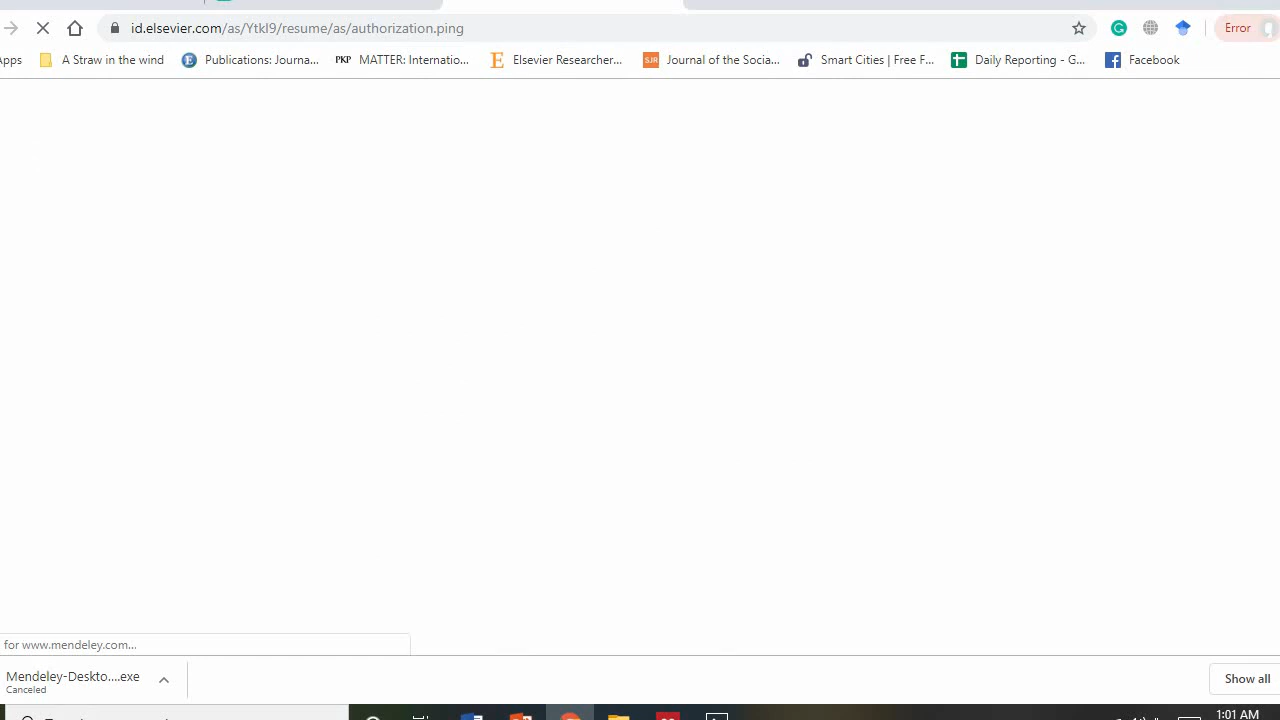 id.elsevier.com/as/YtkI9/resume/as/authorization.ping
Error
Apps A Straw in the wind Publications: Journa... PKP MATTER: Internatio... E Elsevier Researcher... SJR Journal of the Socia... Smart Cities | Free F... Daily Reporting - G... Facebook
for www.mendeley.com...
Mendeley-Deskto....exe
Canceled
Show all
1:01 AM